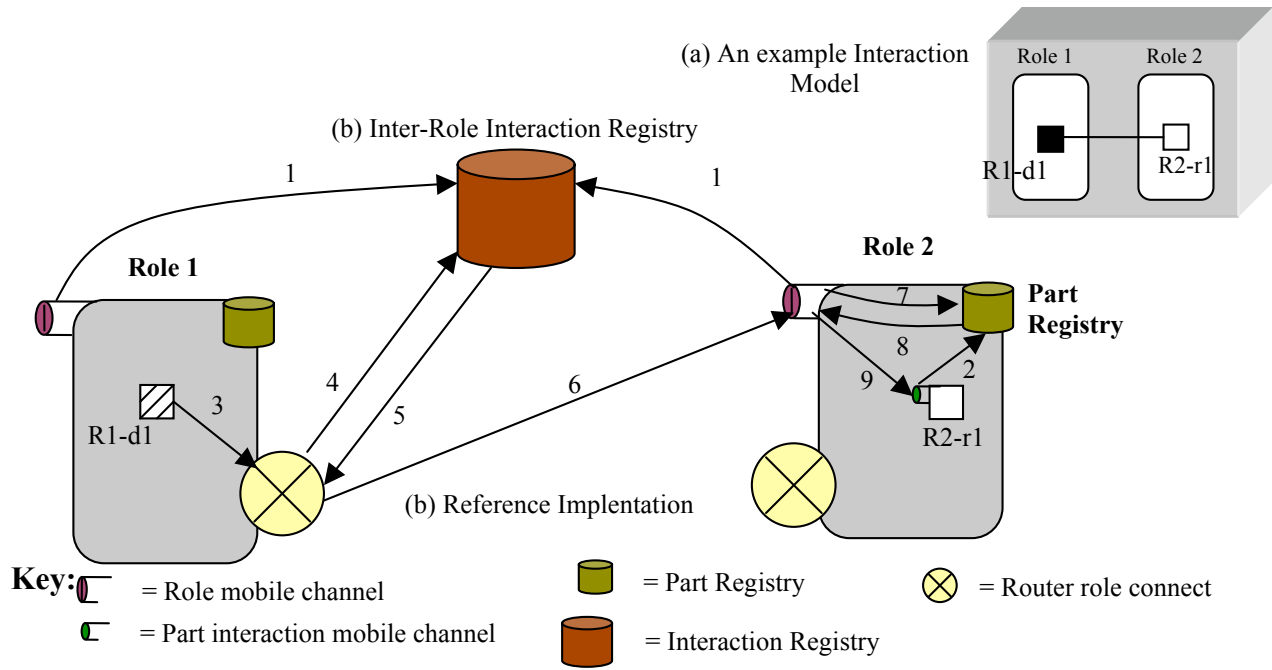 (a) An example Interaction
Model
Role 1
Role 2
R1-d1
R2-r1
(b) Inter-Role Interaction Registry
1
1
Role 1
Role 2
Part
Registry
7
8
9
2
3
4
5
6
R1-d1
R2-r1
(b) Reference Implentation
Key:
= Role mobile channel
= Part Registry
= Router role connect
= Part interaction mobile channel
= Interaction Registry